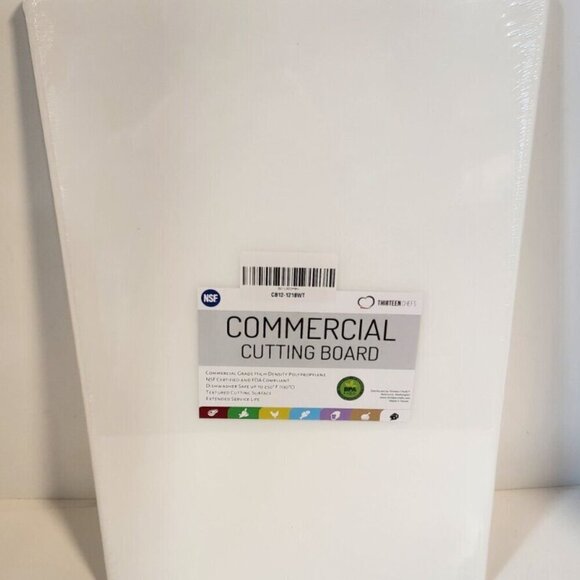 CB12-1218WT
NSF
THIRTEEN CHEFS
COMMERCIAL
CUTTING BOARD
COMMERCIAL GRADE HIGH-DENSITY POLYPROPYLENE
NSF CERTIFIED AND FDA COMPLIANT
DISHWASHER SAFE UP TO
TEXTURED CUTTING SURFACE
EXTENDED SERVICE LIFE
BPA